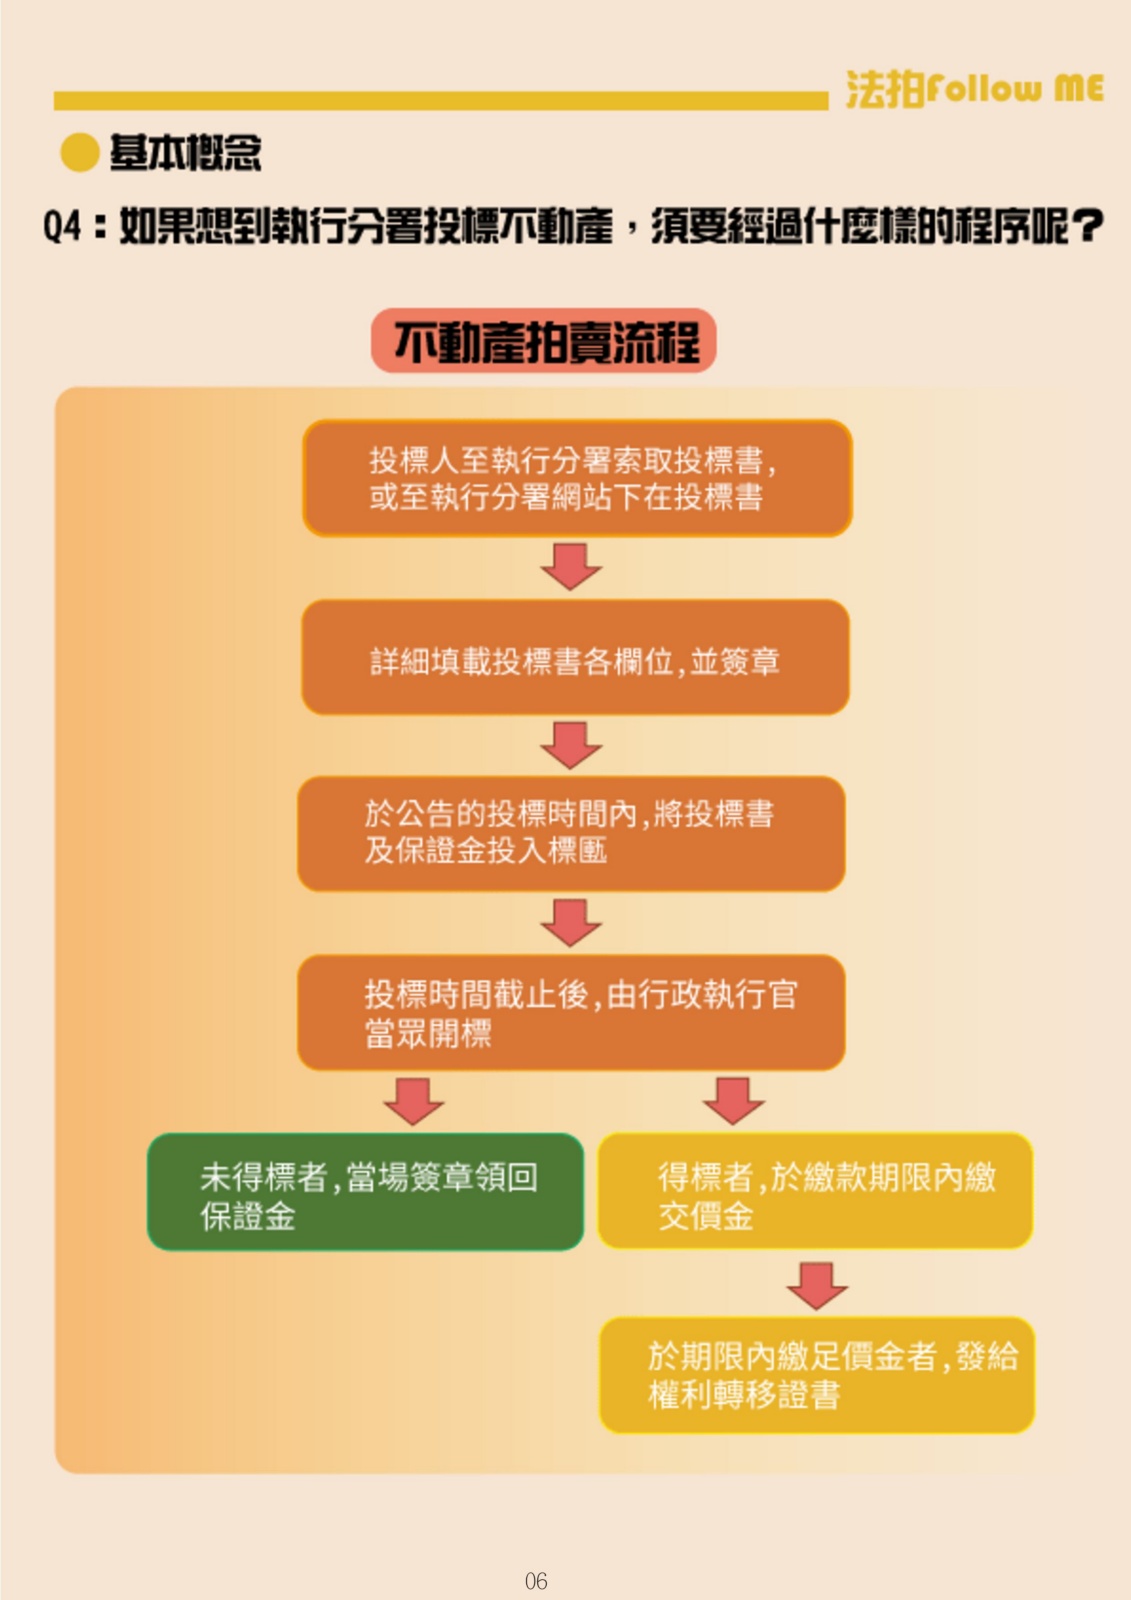 法拍Follow ME
基本概念
Q4：如果想到執行分署投標不動產，須要經過什麼樣的程序呢？
不動產拍賣流程
投標人至執行分署索取投標書,
或至執行分署網站下在投標書
詳細填載投標書各欄位,並簽章
於公告的投標時間內,將投標書
及保證金投入標匭
投標時間截止後,由行政執行官
當眾開標
未得標者,當場簽章領回
保證金
得標者,於繳款期限內繳
交價金
於期限內繳足價金者,發給
權利轉移證書
06